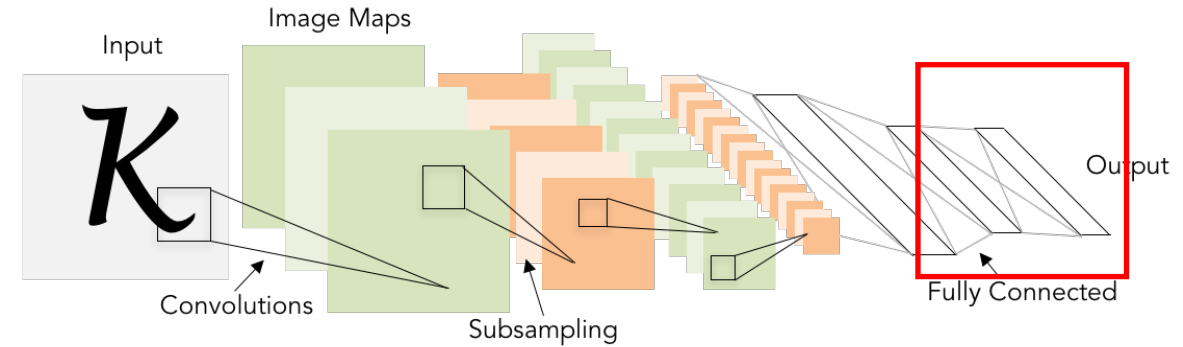 Image Maps
Input
K
Output
Convolutions
Fully Connected
Subsampling